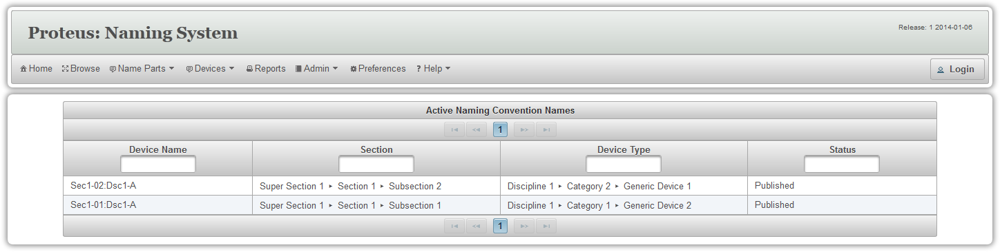 Proteus: Naming System
Release: 1 2014-01-06
Home Browse Name Parts Devices Reports Admin Preferences ? Help Login
Active Naming Convention Names
1
Device Name Section Device Type Status
Sec1-02:Dsc1-A Super Section 1 ▸ Section 1 ▸ Subsection 2 Discipline 1 ▸ Category 2 ▸ Generic Device 1 Published
Sec1-01:Dsc1-A Super Section 1 ▸ Section 1 ▸ Subsection 1 Discipline 1 ▸ Category 1 ▸ Generic Device 2 Published
1